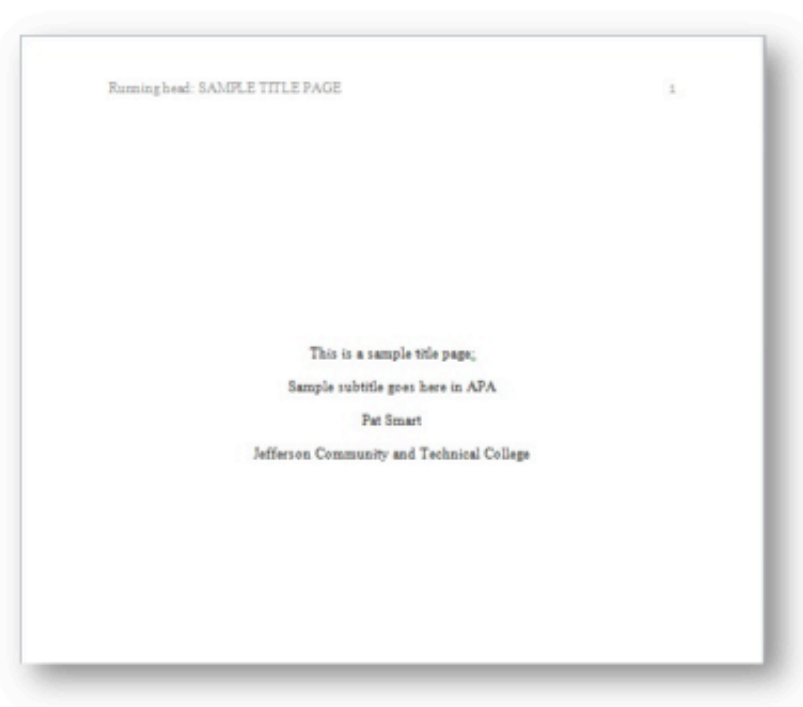 Running head: SAMPLE TITLE PAGE 1
This is a sample title page;
Sample subtitle goes here in APA
Pat Smart
Jefferson Community and Technical College